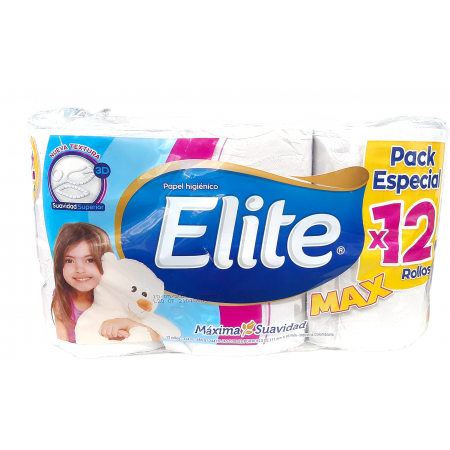 NUEVA TEXTURA
3D
Suavidad Superior
Papel higiénico
Elite
®
Pack
Especial
x12
Rollos
MAX
Máxima Suavidad